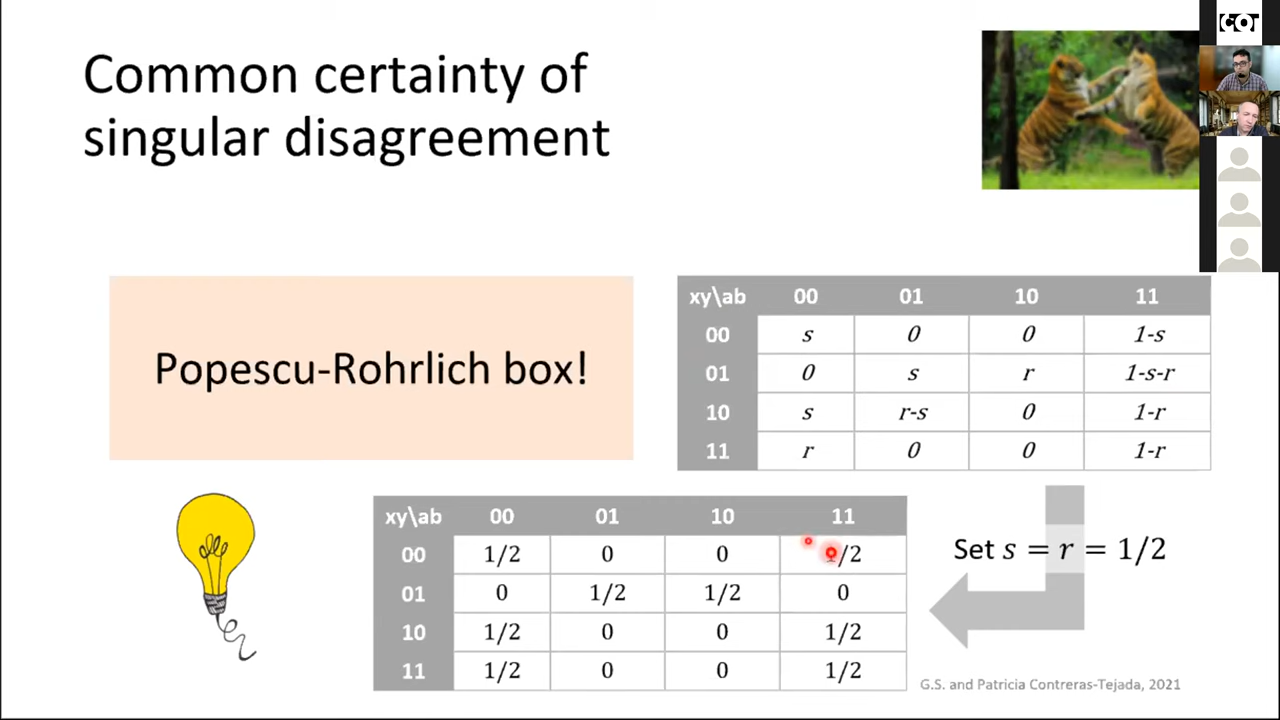 Common certainty of
singular disagreement
CQT
Popescu-Rohrlich box!
xy\ab 00 01 10 11
00 s 0 0 1-s
01 0 s r 1-s-r
10 s r-s 0 1-r
11 r 0 0 1-r
xy\ab 00 01 10 11
00 1/2 0 0 1/2
01 0 1/2 1/2 0
10 1/2 0 0 1/2
11 1/2 0 0 1/2
Set s = r = 1/2
G.S. and Patricia Contreras-Tejada, 2021